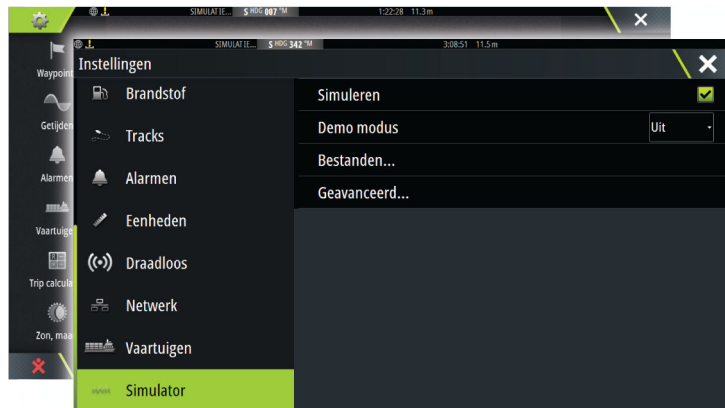 SIMULATIE... S HDG 007 °M 1:22:28 11.3 m
Waypoint
Getijden
Alarmen
Vaartuige
Trip calcula
Zon, maa
SIMULATIE... S HDG 342 °M 3:08:51 11.5 m
Instellingen
Brandstof
Tracks
Alarmen
Eenheden
Draadloos
Netwerk
Vaartuigen
Simulator
Simuleren
Demo modus Uit
Bestanden...
Geavanceerd...